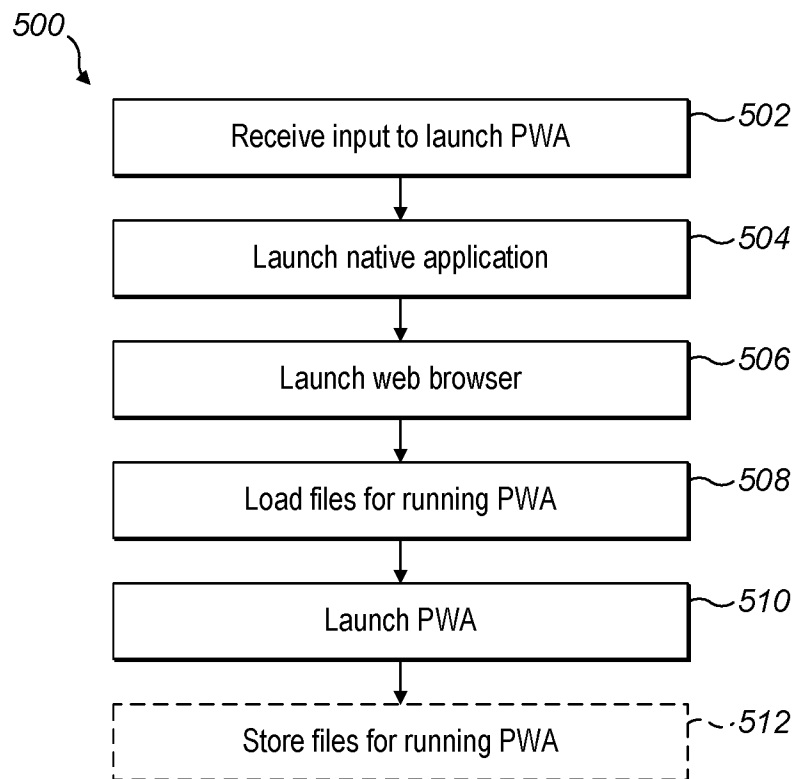 500
Receive input to launch PWA
502
Launch native application
504
Launch web browser
506
Load files for running PWA
508
Launch PWA
510
Store files for running PWA
512